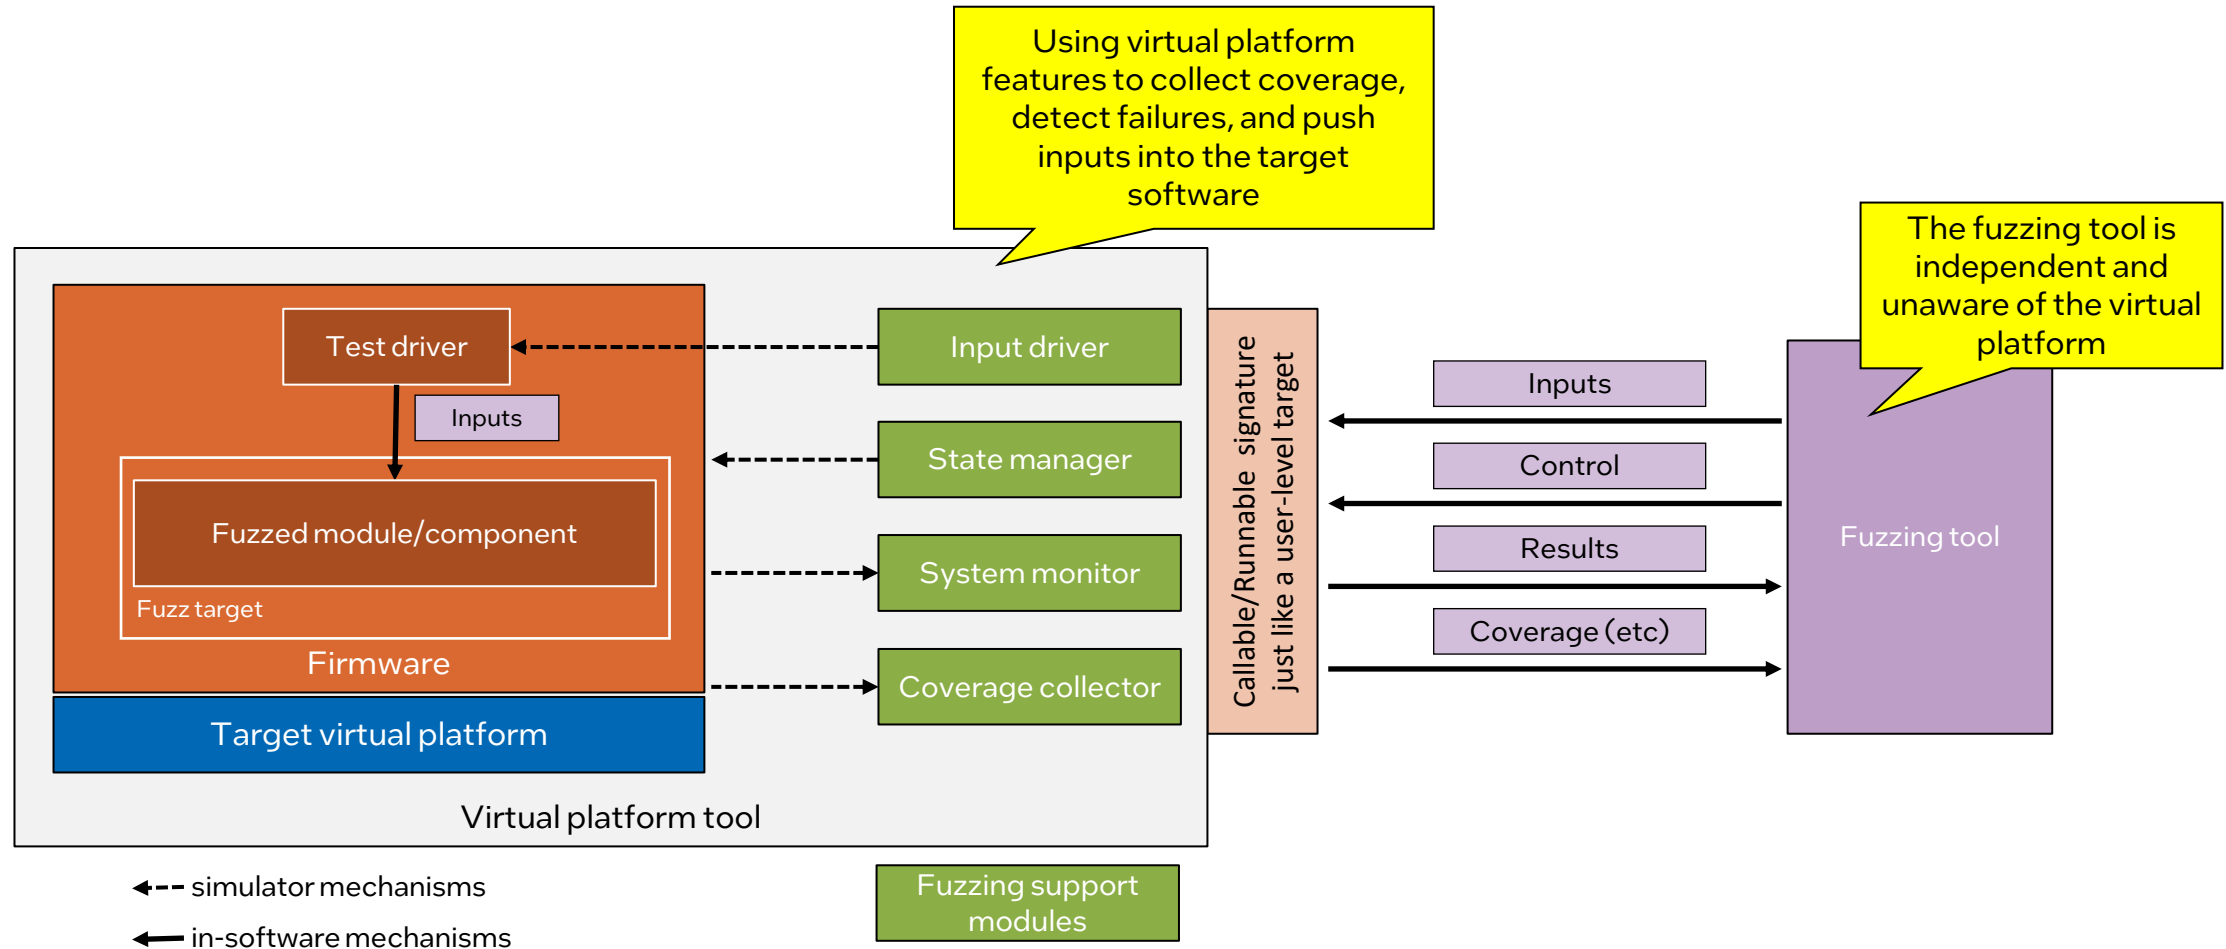 Using virtual platform
features to collect coverage,
detect failures, and push
inputs into the target
software
The fuzzing tool is
independent and
unaware of the virtual
platform
Test driver
Inputs
Fuzzed module/component
Fuzz target
Firmware
Target virtual platform
Virtual platform tool
Input driver
State manager
System monitor
Coverage collector
Callable/Runnable signature
just like a user-level target
Inputs
Control
Results
Coverage (etc)
Fuzzing tool
simulator mechanisms
in-software mechanisms
Fuzzing support
modules